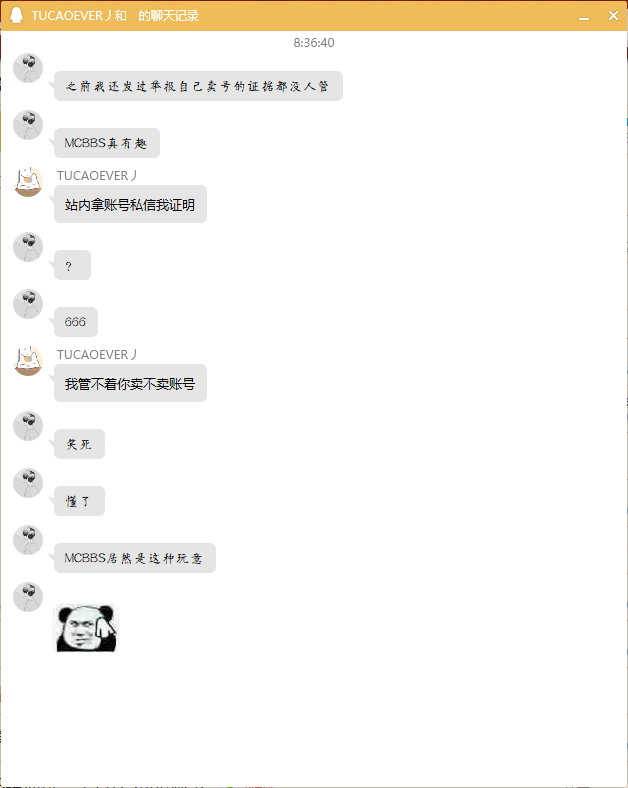 TUCAOEVER丿和 的聊天记录
8:36:40
之前我还发过举报自己卖号的证据都没人管
MCBBS真有趣
TUCAOEVER丿
站内拿账号私信我证明
?
666
TUCAOEVER丿
我管不着你卖不卖账号
笑死
懂了
MCBBS居然是这种玩意